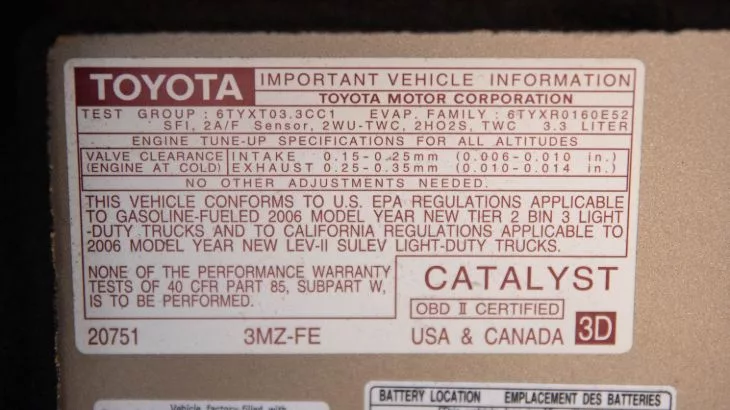 TOYOTA IMPORTANT VEHICLE INFORMATION
TOYOTA MOTOR CORPORATION
TEST GROUP : 6TYXT03.3CC1 EVAP. FAMILY : 6TYXR0160E52
SFI, 2A/F Sensor, 2WU-TWC, 2HO2S, TWC 3.3 LITER
ENGINE TUNE-UP SPECIFICATIONS FOR ALL ALTITUDES
VALVE CLEARANCE INTAKE 0.15-0.25mm (0.006-0.010 in.)
(ENGINE AT COLD) EXHAUST 0.25-0.35mm (0.010-0.014 in.)
NO OTHER ADJUSTMENTS NEEDED.
THIS VEHICLE CONFORMS TO U.S. EPA REGULATIONS APPLICABLE
TO GASOLINE-FUELED 2006 MODEL YEAR NEW TIER 2 BIN 3 LIGHT
-DUTY TRUCKS AND TO CALIFORNIA REGULATIONS APPLICABLE TO
2006 MODEL YEAR NEW LEV-II SULEV LIGHT-DUTY TRUCKS.
NONE OF THE PERFORMANCE WARRANTY
TESTS OF 40 CFR PART 85, SUBPART W,
IS TO BE PERFORMED.
CATALYST
OBD II CERTIFIED
20751 3MZ-FE USA & CANADA 3D
BATTERY LOCATION EMPLACEMENT DES BATTERIES
Vehicle factory filled with